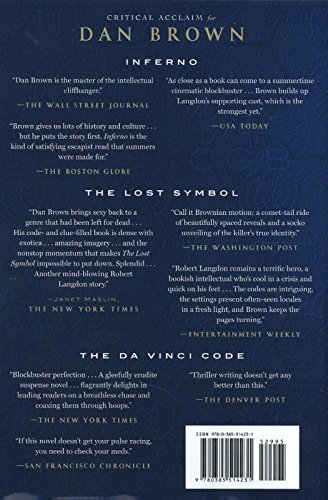 CRITICAL ACCLAIM for
DAN BROWN
INFERNO
"Dan Brown is the master of the intellectual
cliffhanger."
—THE WALL STREET JOURNAL
"Brown gives us lots of history and culture . . . but
he puts the story first. Inferno is the kind of
satisfying escapist read that summers
were made for."
—THE BOSTON GLOBE
"As close as a book can come to a summertime
cinematic blockbuster . . . Brown builds up
Langdon's supporting cast, which is the
strongest yet."
—USA TODAY
THE LOST SYMBOL
"Dan Brown brings sexy back to a
genre that had been left for dead . . .
His code- and clue-filled book is dense with
exotica . . . amazing imagery . . . and the
nonstop momentum that makes The Lost
Symbol impossible to put down. Splendid . . .
Another mind-blowing Robert
Langdon story."
—JANET MASLIN,
THE NEW YORK TIMES
"Call it Brownian motion: a comet-tail ride
of beautifully spaced reveals and a socko
unveiling of the killer's true identity."
—THE WASHINGTON POST
"Robert Langdon remains a terrific hero, a
bookish intellectual who's cool in a crisis and
quick on his feet . . . The codes are intriguing,
the settings present often-seen locales
in a fresh light, and Brown keeps the
pages turning."
—ENTERTAINMENT WEEKLY
THE DA VINCI CODE
"Blockbuster perfection . . . A gleefully erudite
suspense novel . . . flagrantly delights in
leading readers on a breathless chase and
coaxing them through hoops."
—THE NEW YORK TIMES
"If this novel doesn't get your pulse racing,
you need to check your meds."
—SAN FRANCISCO CHRONICLE
"Thriller writing doesn't get any
better than this."
—THE DENVER POST
ISBN 978-0-385-51423-1
52995
9 780385 514231